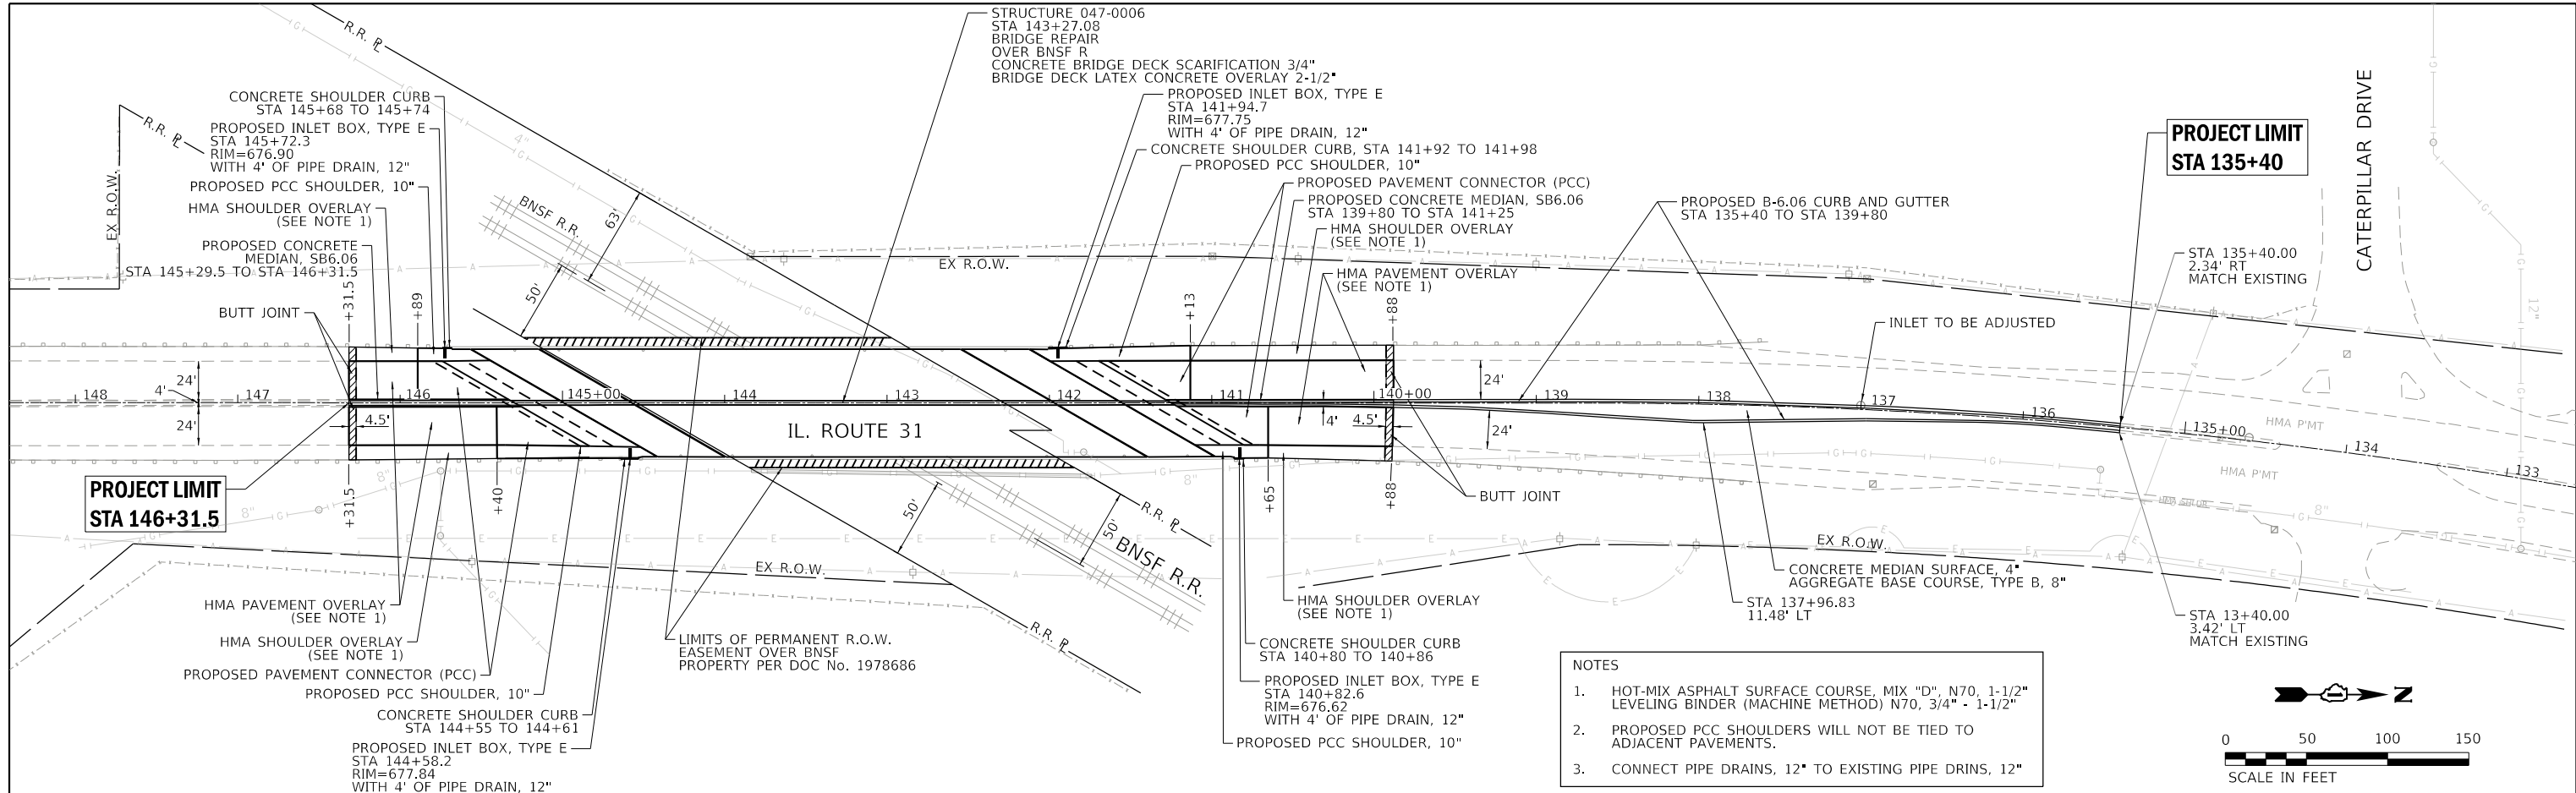 STRUCTURE 047-0006
STA 143+27.08
BRIDGE REPAIR
OVER BNSF R
CONCRETE BRIDGE DECK SCARIFICATION 3/4"
BRIDGE DECK LATEX CONCRETE OVERLAY 2-1/2"
R.R. ℞
CONCRETE SHOULDER CURB
STA 145+68 TO 145+74
PROPOSED INLET BOX, TYPE E
STA 145+72.3
RIM=676.90
WITH 4' OF PIPE DRAIN, 12"
PROPOSED PCC SHOULDER, 10"
HMA SHOULDER OVERLAY
(SEE NOTE 1)
PROPOSED CONCRETE
MEDIAN, SB6.06
STA 145+29.5 TO STA 146+31.5
BUTT JOINT
R.R. ℞
EX R.O.W.
4"
BNSF R.R.
63'
50'
PROPOSED INLET BOX, TYPE E
STA 141+94.7
RIM=677.75
WITH 4' OF PIPE DRAIN, 12"
CONCRETE SHOULDER CURB, STA 141+92 TO 141+98
PROPOSED PCC SHOULDER, 10"
PROPOSED PAVEMENT CONNECTOR (PCC)
PROPOSED CONCRETE MEDIAN, SB6.06
STA 139+80 TO STA 141+25
HMA SHOULDER OVERLAY
(SEE NOTE 1)
HMA PAVEMENT OVERLAY
(SEE NOTE 1)
EX R.O.W.
PROPOSED B-6.06 CURB AND GUTTER
STA 135+40 TO STA 139+80
PROJECT LIMIT
STA 135+40
CATERPILLAR DRIVE
STA 135+40.00
2.34' RT
MATCH EXISTING
INLET TO BE ADJUSTED
12"
+31.5
+89
+13
+88
148
147
146
145+00
144
143
142
141
140+00
139
138
137
136
135+00
134
133
24'
4'
24'
4.5'
24'
4'
4.5'
24'
IL. ROUTE 31
HMA P'MT
HMA P'MT
PROJECT LIMIT
STA 146+31.5
+31.5
+40
+65
+88
8"
8"
8"
8"
BUTT JOINT
50'
50'
R.R. ℞
BNSF R.R.
EX R.O.W.
EX R.O.W.
R.R. ℞
HMA PAVEMENT OVERLAY
(SEE NOTE 1)
HMA SHOULDER OVERLAY
(SEE NOTE 1)
PROPOSED PAVEMENT CONNECTOR (PCC)
PROPOSED PCC SHOULDER, 10"
CONCRETE SHOULDER CURB
STA 144+55 TO 144+61
PROPOSED INLET BOX, TYPE E
STA 144+58.2
RIM=677.84
WITH 4' OF PIPE DRAIN, 12"
LIMITS OF PERMANENT R.O.W.
EASEMENT OVER BNSF
PROPERTY PER DOC No. 1978686
HMA SHOULDER OVERLAY
(SEE NOTE 1)
CONCRETE SHOULDER CURB
STA 140+80 TO 140+86
PROPOSED INLET BOX, TYPE E
STA 140+82.6
RIM=676.62
WITH 4' OF PIPE DRAIN, 12"
PROPOSED PCC SHOULDER, 10"
CONCRETE MEDIAN SURFACE, 4"
AGGREGATE BASE COURSE, TYPE B, 8"
STA 137+96.83
11.48' LT
STA 13+40.00
3.42' LT
MATCH EXISTING
NOTES
1. HOT-MIX ASPHALT SURFACE COURSE, MIX "D", N70, 1-1/2"
LEVELING BINDER (MACHINE METHOD) N70, 3/4" - 1-1/2"
2. PROPOSED PCC SHOULDERS WILL NOT BE TIED TO
ADJACENT PAVEMENTS.
3. CONNECT PIPE DRAINS, 12" TO EXISTING PIPE DRINS, 12"
N
0 50 100 150
SCALE IN FEET